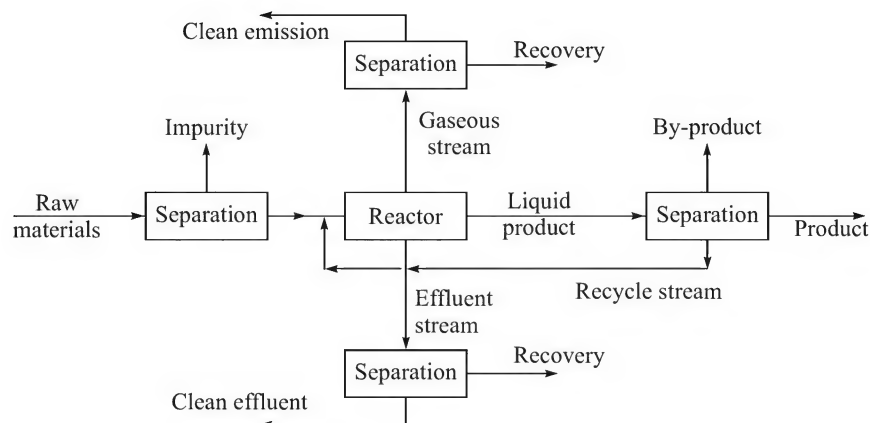 Clean emission
Separation
Recovery
Impurity
Gaseous
stream
By-product
Raw
materials
Separation
Reactor
Liquid
product
Separation
Product
Recycle stream
Effluent
stream
Separation
Recovery
Clean effluent